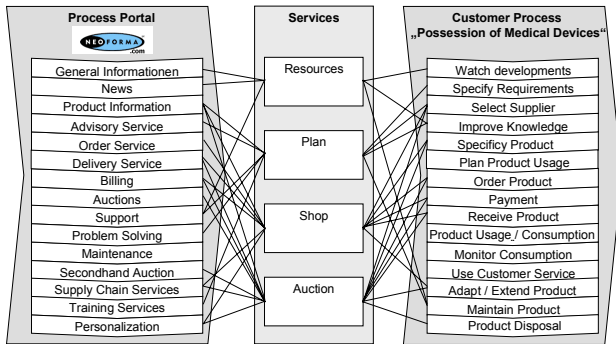 Process Portal
NEOFORMA
.com
General Informationen
News
Product Information
Advisory Service
Order Service
Delivery Service
Billing
Auctions
Support
Problem Solving
Maintenance
Secondhand Auction
Supply Chain Services
Training Services
Personalization
Services
Resources
Plan
Shop
Auction
Customer Process
„Possession of Medical Devices"
Watch developments
Specify Requirements
Select Supplier
Improve Knowledge
Specificy Product
Plan Product Usage
Order Product
Payment
Receive Product
Product Usage / Consumption
Monitor Consumption
Use Customer Service
Adapt / Extend Product
Maintain Product
Product Disposal